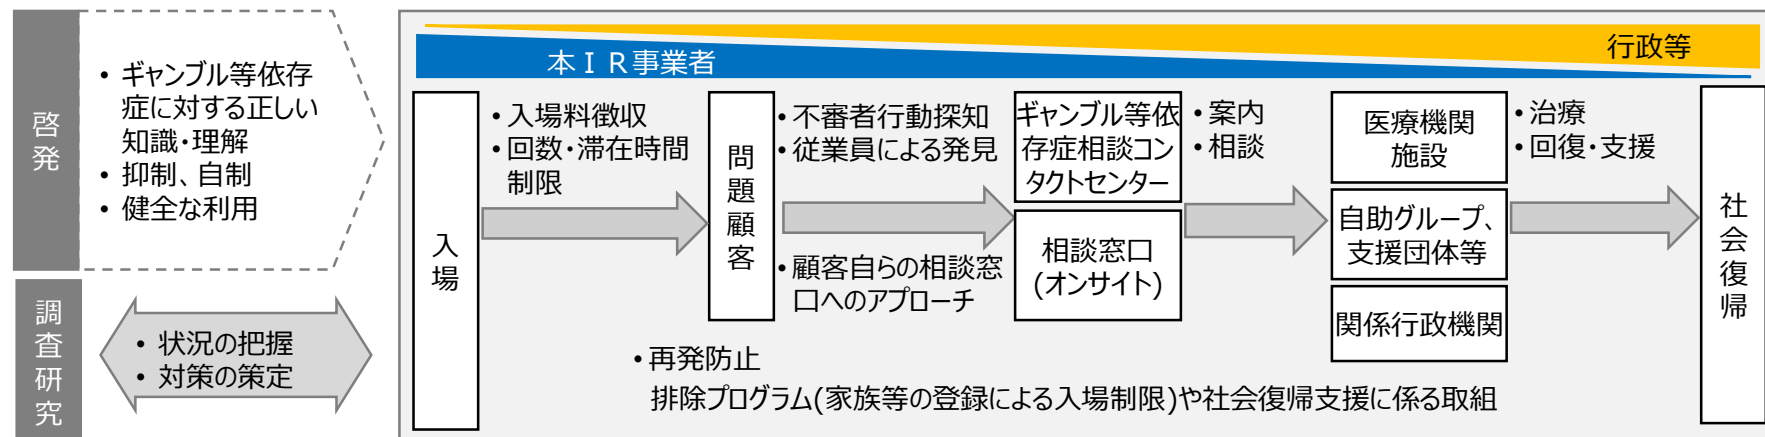 啓発
• ギャンブル等依存
症に対する正しい
知識・理解
• 抑制、自制
• 健全な利用
調査研究
• 状況の把握
• 対策の策定
行政等
本ＩＲ事業者
入場
• 入場料徴収
• 回数・滞在時間
制限
問題顧客
• 不審者行動探知
• 従業員による発見
• 顧客自らの相談窓
口へのアプローチ
ギャンブル等依
存症相談コン
タクトセンター
相談窓口
(オンサイト)
• 案内
• 相談
医療機関
施設
自助グループ、
支援団体等
関係行政機関
• 治療
• 回復・支援
社会復帰
• 再発防止
排除プログラム(家族等の登録による入場制限)や社会復帰支援に係る取組